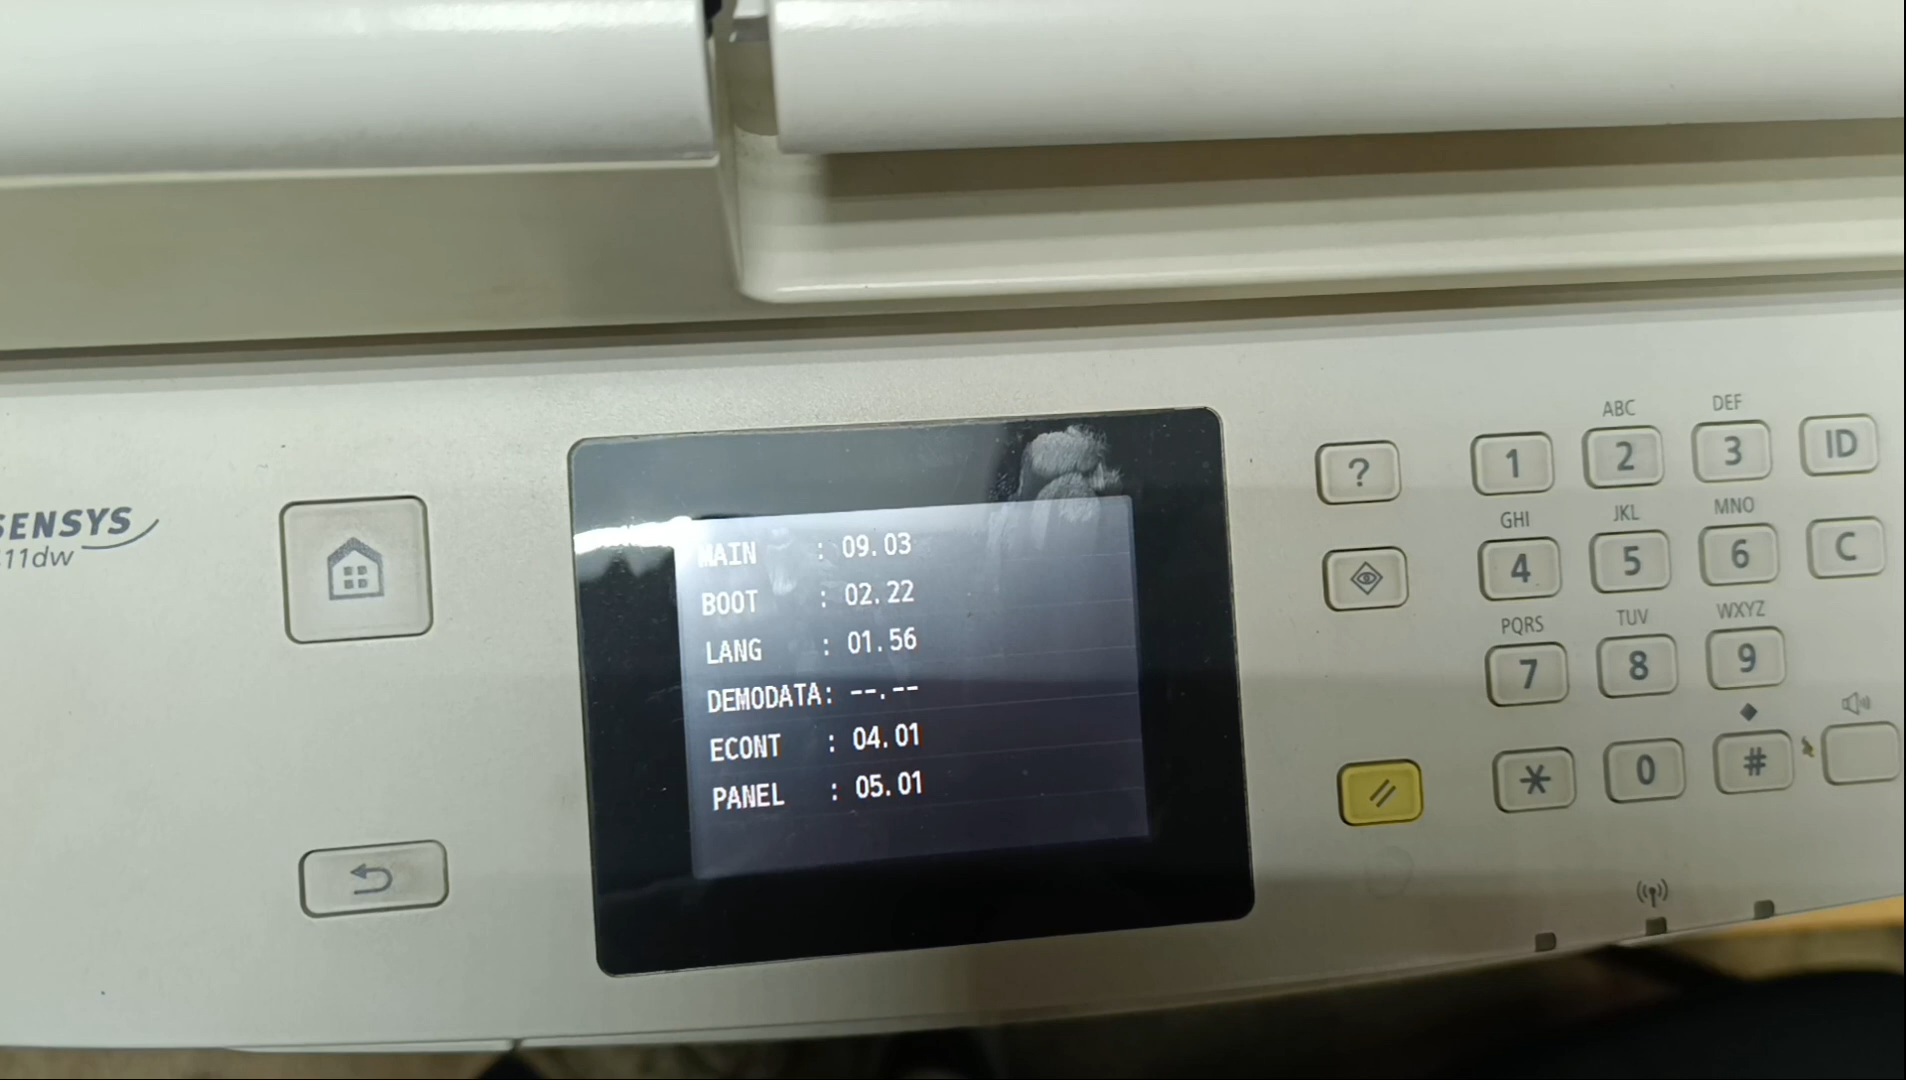 SENSYS
11dw
MAIN : 09.03
BOOT : 02.22
LANG : 01.56
DEMODATA: --.--
ECONT : 04.01
PANEL : 05.01
?
1
ABC
2
DEF
3
ID
GHI
4
JKL
5
MNO
6
C
PQRS
7
TUV
8
WXYZ
9
*
0
#